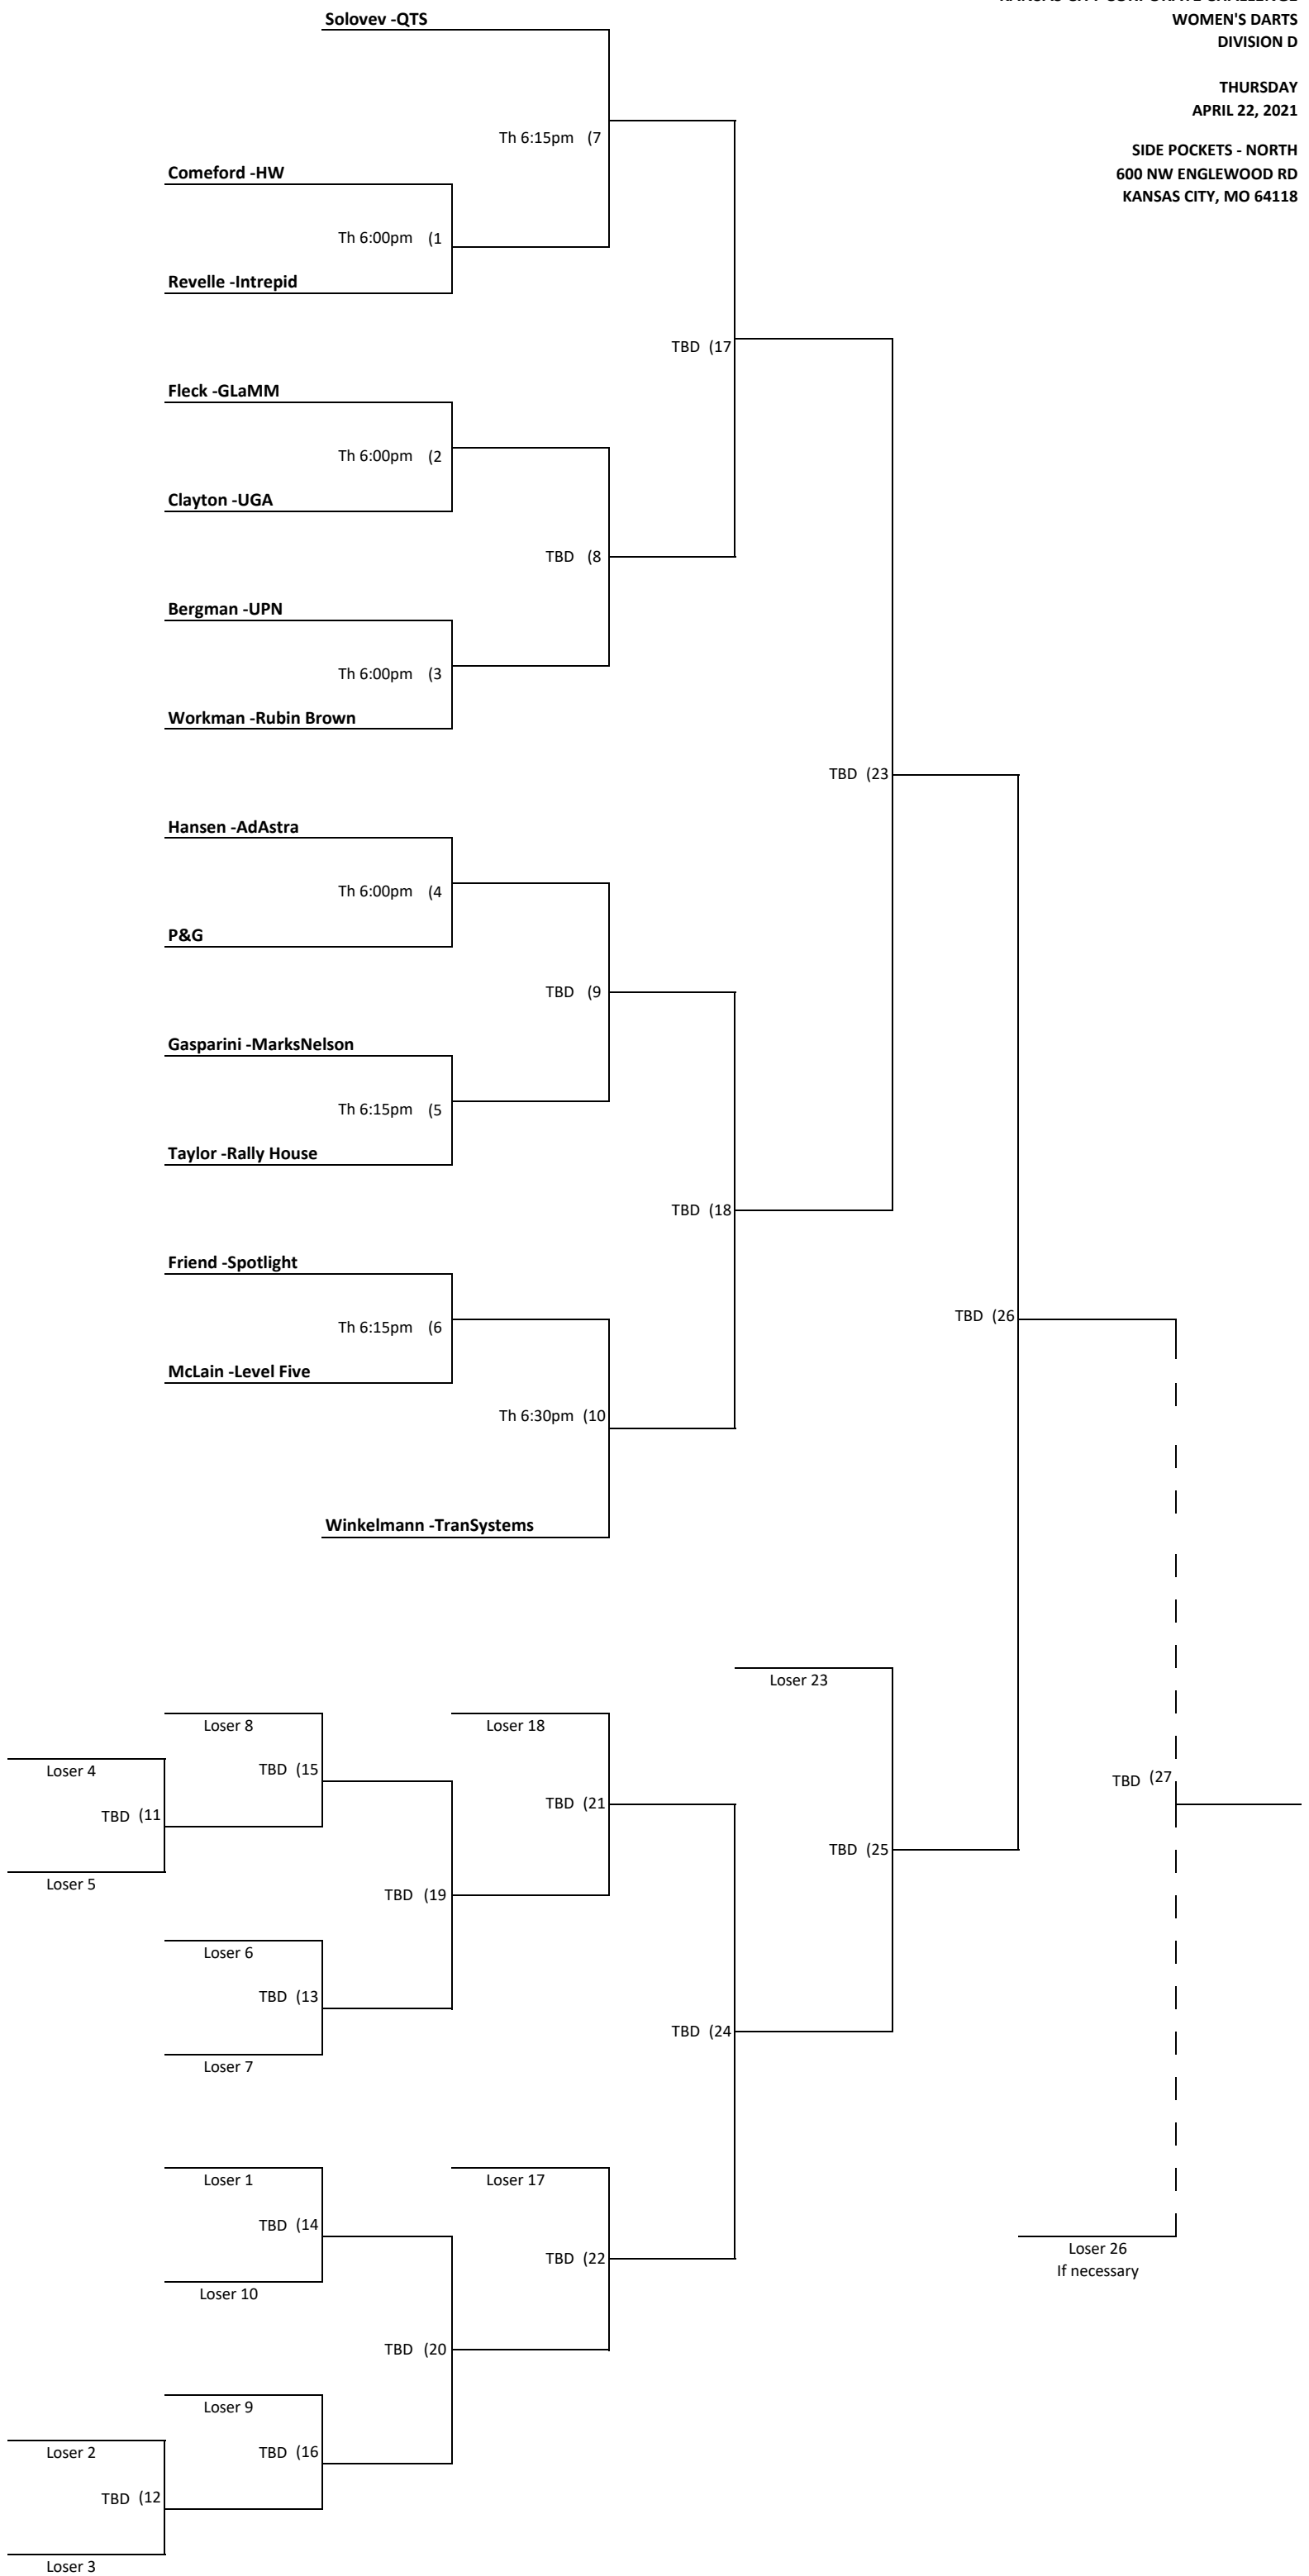 KANSAS CITY CORPORATE CHALLENGE
Solovev -QTS
WOMEN'S DARTS
DIVISION D
THURSDAY
APRIL 22, 2021
Th 6:15pm (7
SIDE POCKETS - NORTH
Comeford -HW
600 NW ENGLEWOOD RD
KANSAS CITY, MO 64118
Th 6:00pm (1
Revelle -Intrepid
TBD (17
Fleck -GLaMM
Th 6:00pm (2
Clayton -UGA
TBD (8
Bergman -UPN
Th 6:00pm (3
Workman -Rubin Brown
TBD (23
Hansen -AdAstra
Th 6:00pm (4
P&G
TBD (9
Gasparini -MarksNelson
Th 6:15pm (5
Taylor -Rally House
TBD (18
Friend -Spotlight
TBD (26
Th 6:15pm (6
McLain -Level Five
Th 6:30pm (10
Winkelmann -TranSystems
Loser 23
Loser 8
Loser 18
Loser 4
TBD (15
TBD (27
TBD (21
TBD (11
TBD (25
Loser 5
TBD (19
Loser 6
TBD (13
TBD (24
Loser 7
Loser 1
Loser 17
TBD (14
Loser 26
TBD (22
If necessary
Loser 10
TBD (20
Loser 9
Loser 2
TBD (16
TBD (12
Loser 3